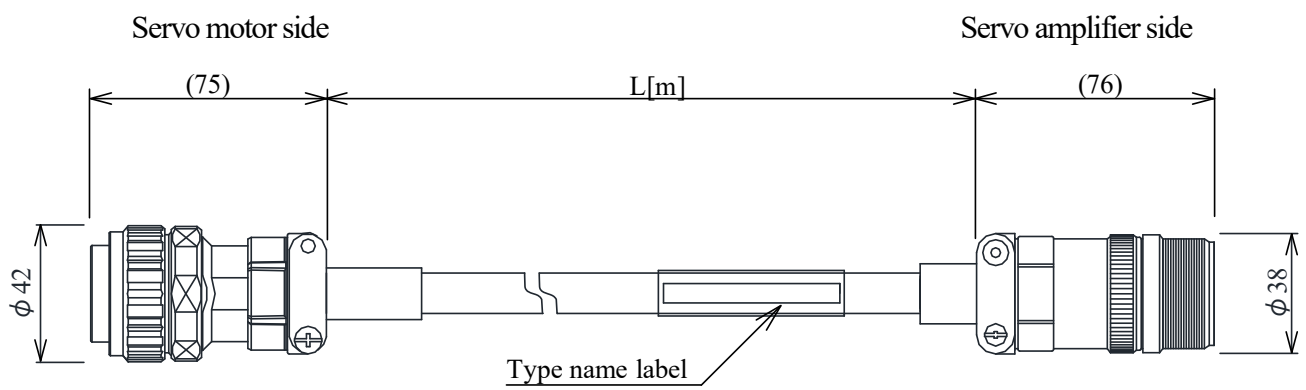 Servo motor side
Servo amplifier side
(75)
L[m]
(76)
ϕ42
ϕ38
Type name label